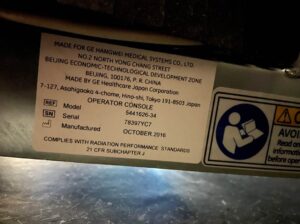 MADE FOR GE HANGWEI MEDICAL SYSTEMS CO., LTD.
NO.2 NORTH YONG CHANG STREET
BEIJING ECONOMIC-TECHNOLOGICAL DEVELOPMENT ZONE
BEIJING, 100176, P. R. CHINA
MADE BY GE Healthcare Japan Corporation
7-127, Asahigaoka 4-chome, Hino-shi, Tokyo 191-8503 Japan
OPERATOR CONSOLE
REF Model 5441626-34
SN Serial 78397YC7
Manufactured OCTOBER 2016
COMPLIES WITH RADIATION PERFORMANCE STANDARDS
21 CFR SUBCHAPTER J
AVO
Read an